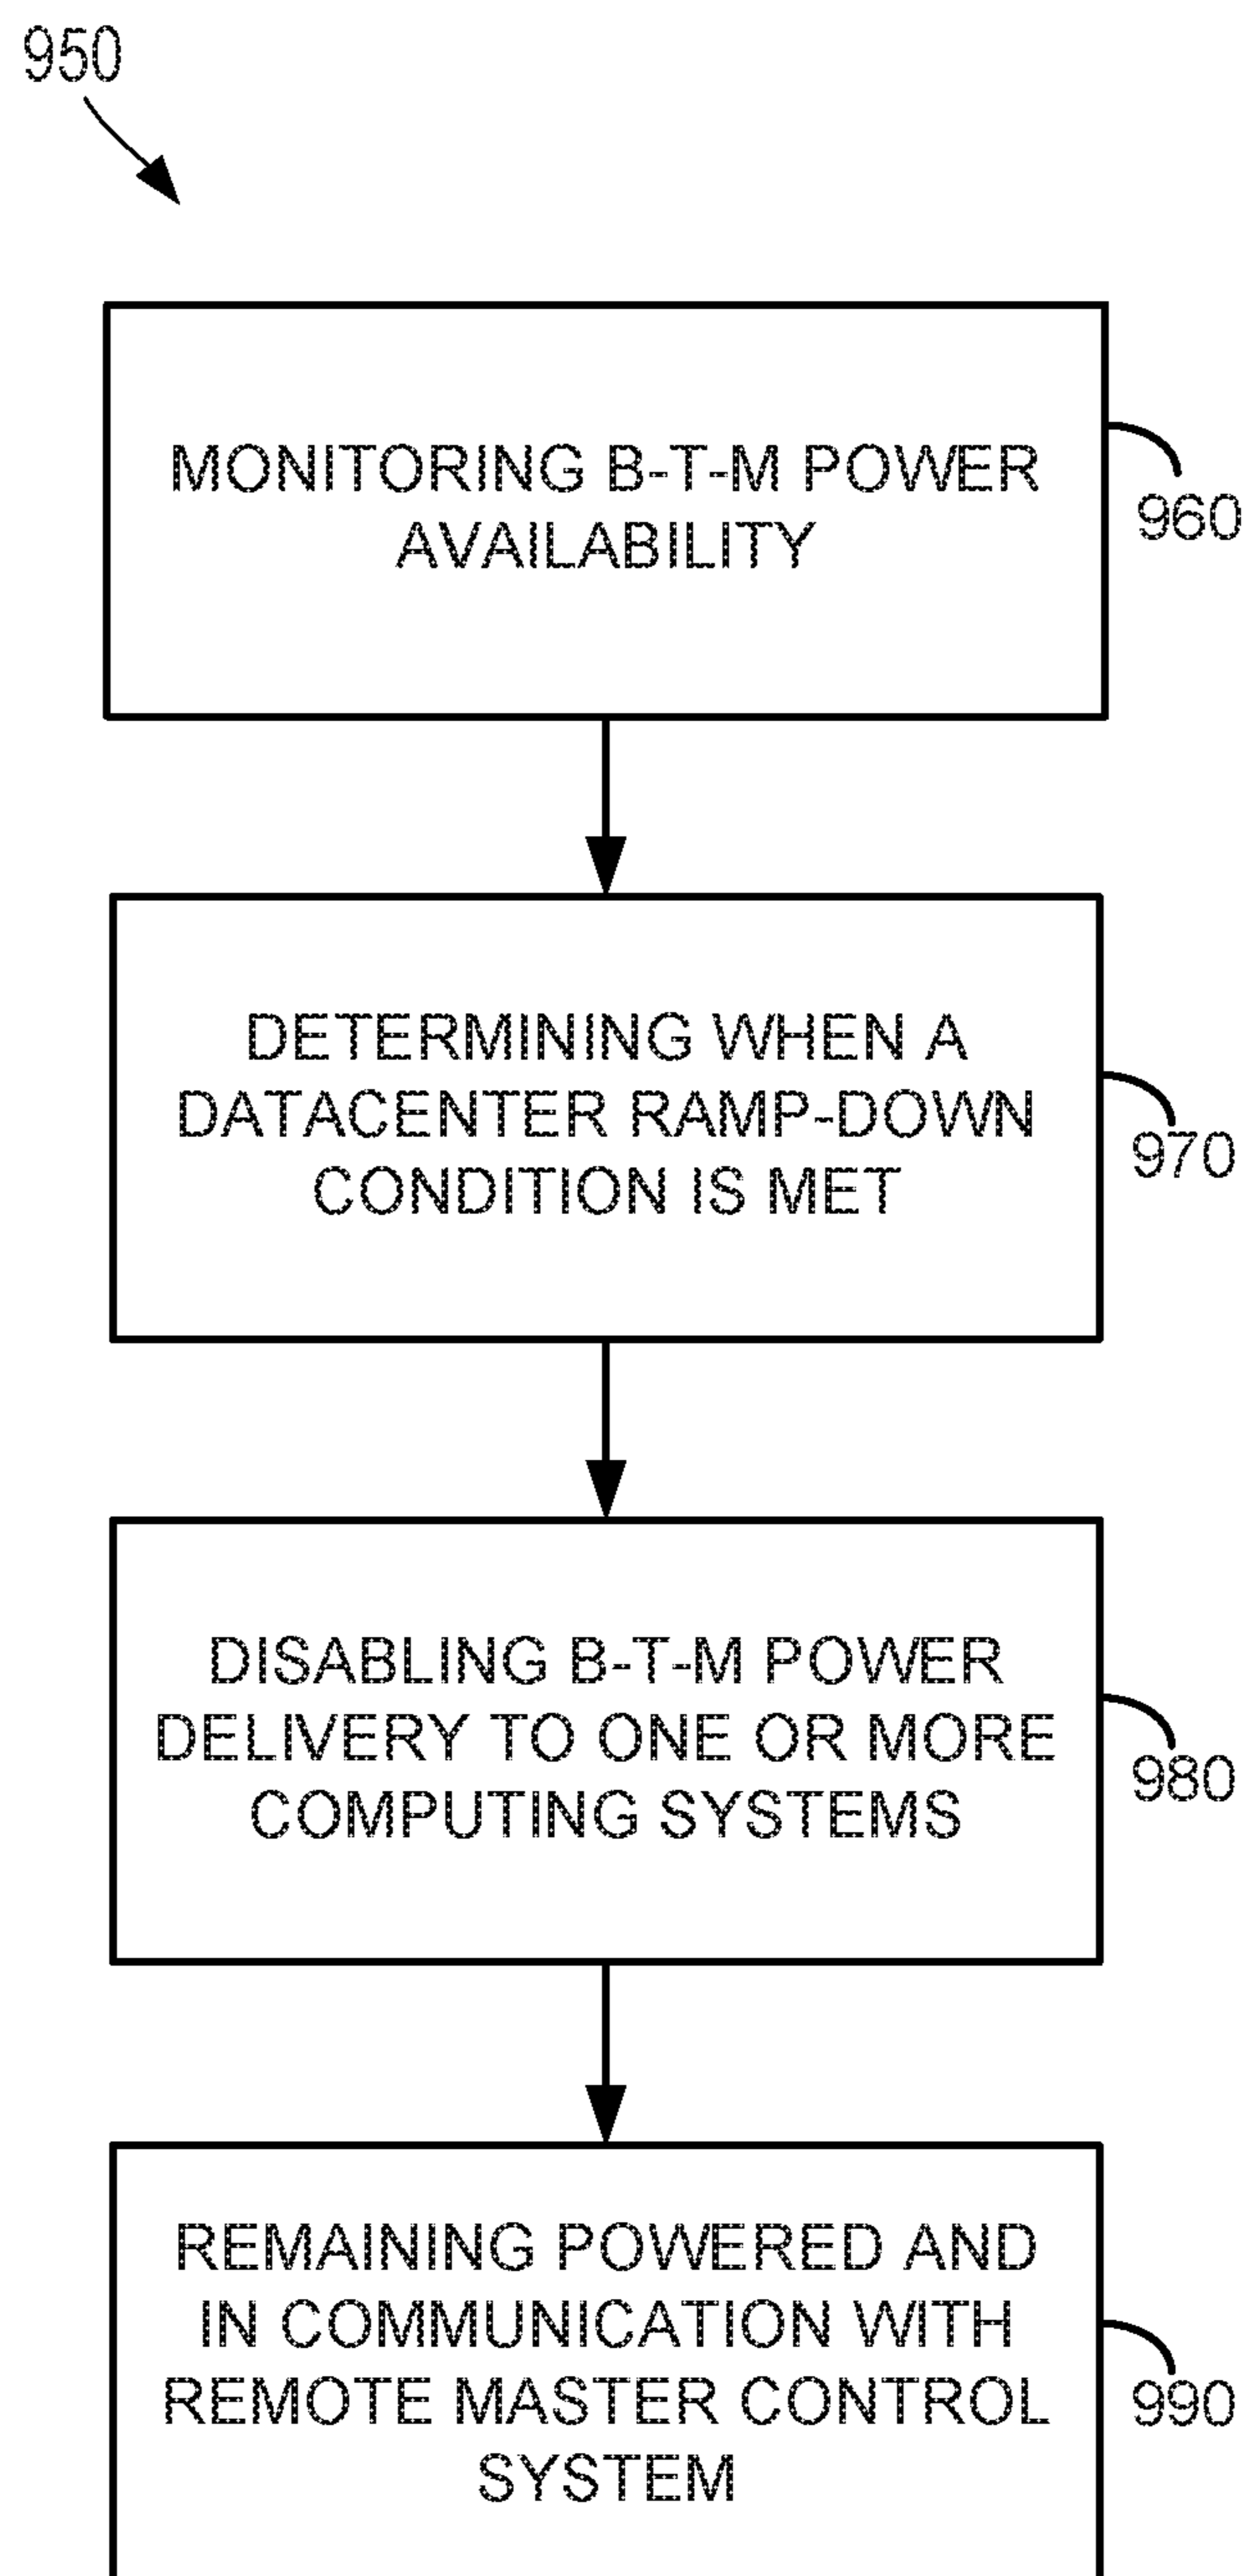 950
MONITORING B-T-M POWER
AVAILABILITY
960
DETERMINING WHEN A
DATACENTER RAMP-DOWN
CONDITION IS MET
970
DISABLING B-T-M POWER
DELIVERY TO ONE OR MORE
COMPUTING SYSTEMS
980
REMAINING POWERED AND
IN COMMUNICATION WITH
REMOTE MASTER CONTROL
SYSTEM
990